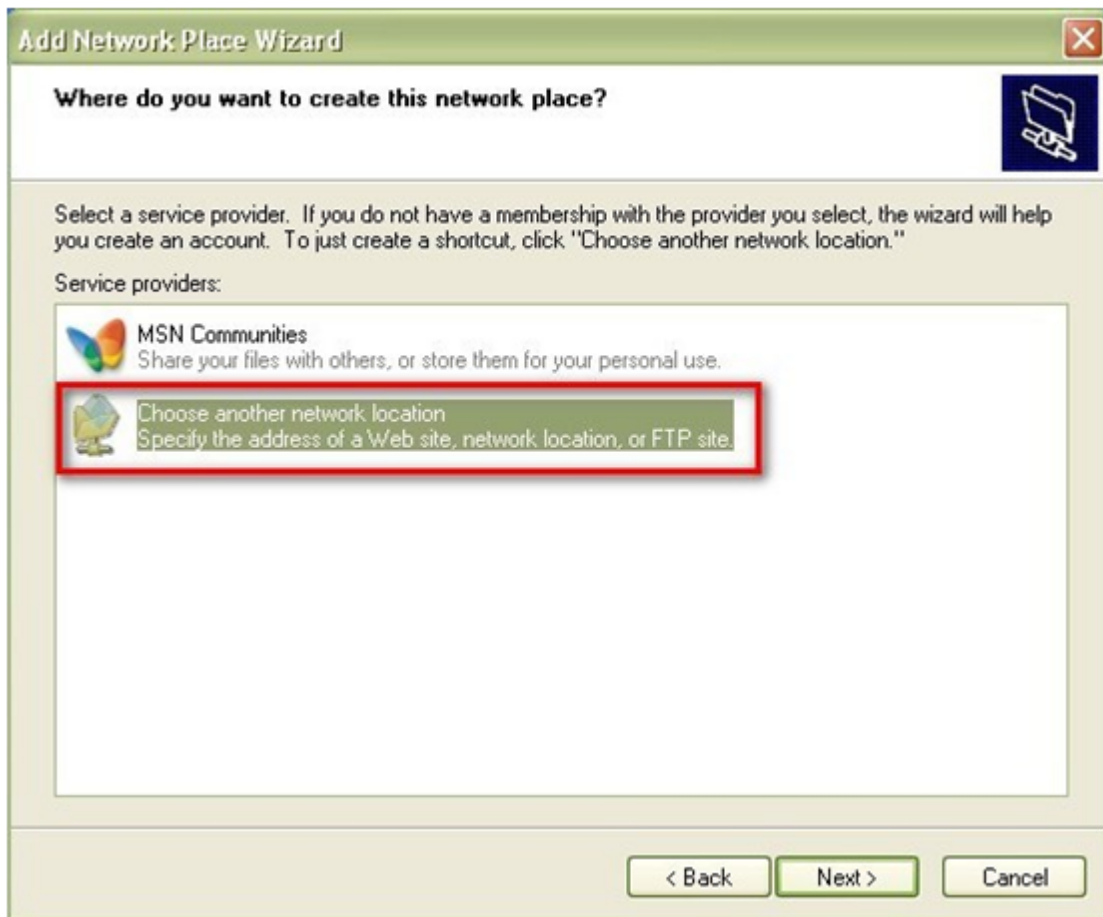 Add Network Place Wizard
Where do you want to create this network place?
Select a service provider. If you do not have a membership with the provider you select, the wizard will help
you create an account. To just create a shortcut, click "Choose another network location."
Service providers:
MSN Communities
Share your files with others, or store them for your personal use.
Choose another network location
Specify the address of a Web site, network location, or FTP site.
< Back
Next >
Cancel